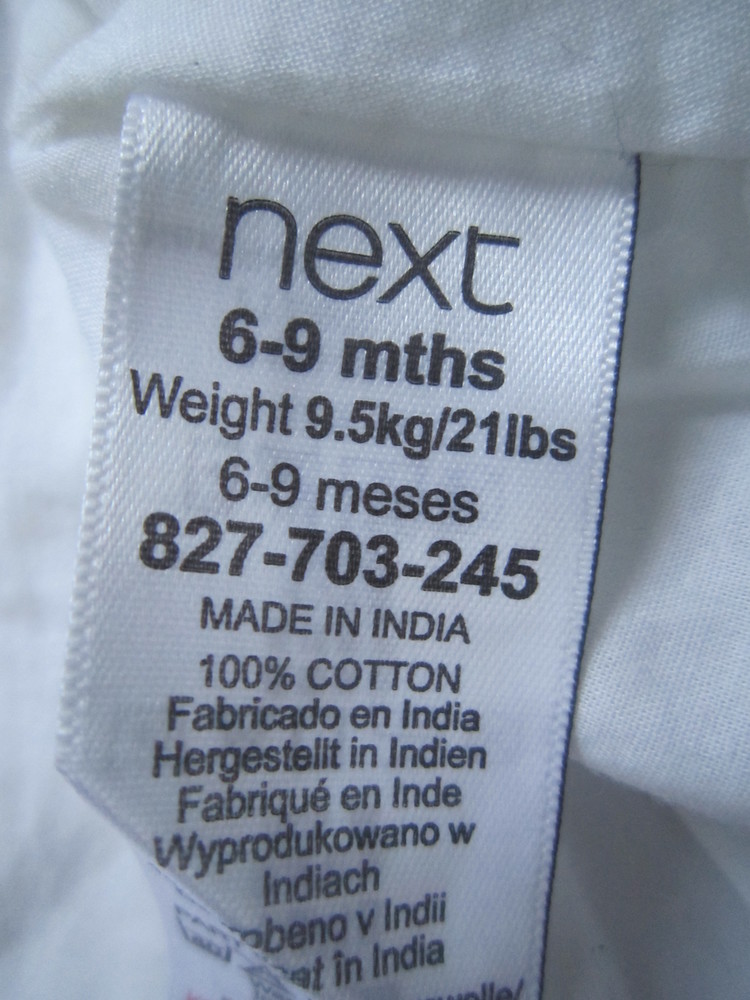 next
6-9 mths
Weight 9.5kg/21lbs
6-9 meses
827-703-245
MADE IN INDIA
100% COTTON
Fabricado en India
Hergestellt in Indien
Fabriqué en Inde
Wyprodukowano w
Indiach
v Indii
în India